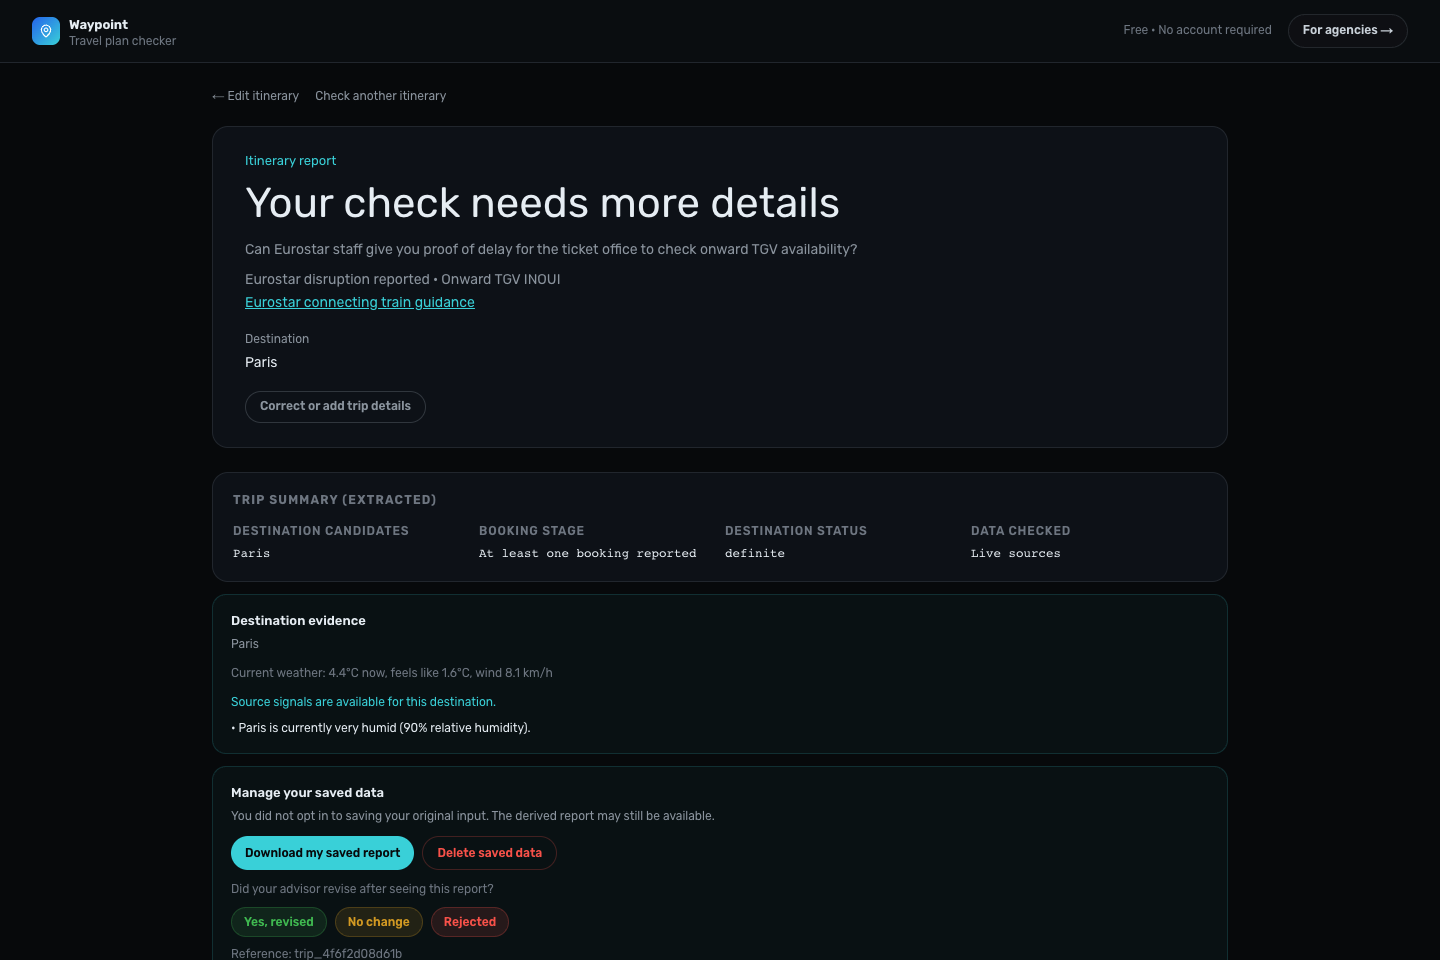 Waypoint
Travel plan checker
Free • No account required
For agencies →
← Edit itinerary
Check another itinerary
Itinerary report
Your check needs more details
Can Eurostar staff give you proof of delay for the ticket office to check onward TGV availability?
Eurostar disruption reported • Onward TGV INOUI
Eurostar connecting train guidance
Destination
Paris
Correct or add trip details
TRIP SUMMARY (EXTRACTED)
DESTINATION CANDIDATES
Paris
BOOKING STAGE
At least one booking reported
DESTINATION STATUS
definite
DATA CHECKED
Live sources
Destination evidence
Paris
Current weather: 4.4°C now, feels like 1.6°C, wind 8.1 km/h
Source signals are available for this destination.
• Paris is currently very humid (90% relative humidity).
Manage your saved data
You did not opt in to saving your original input. The derived report may still be available.
Download my saved report
Delete saved data
Did your advisor revise after seeing this report?
Yes, revised
No change
Rejected
Reference: trip_4f6f2d08d61b